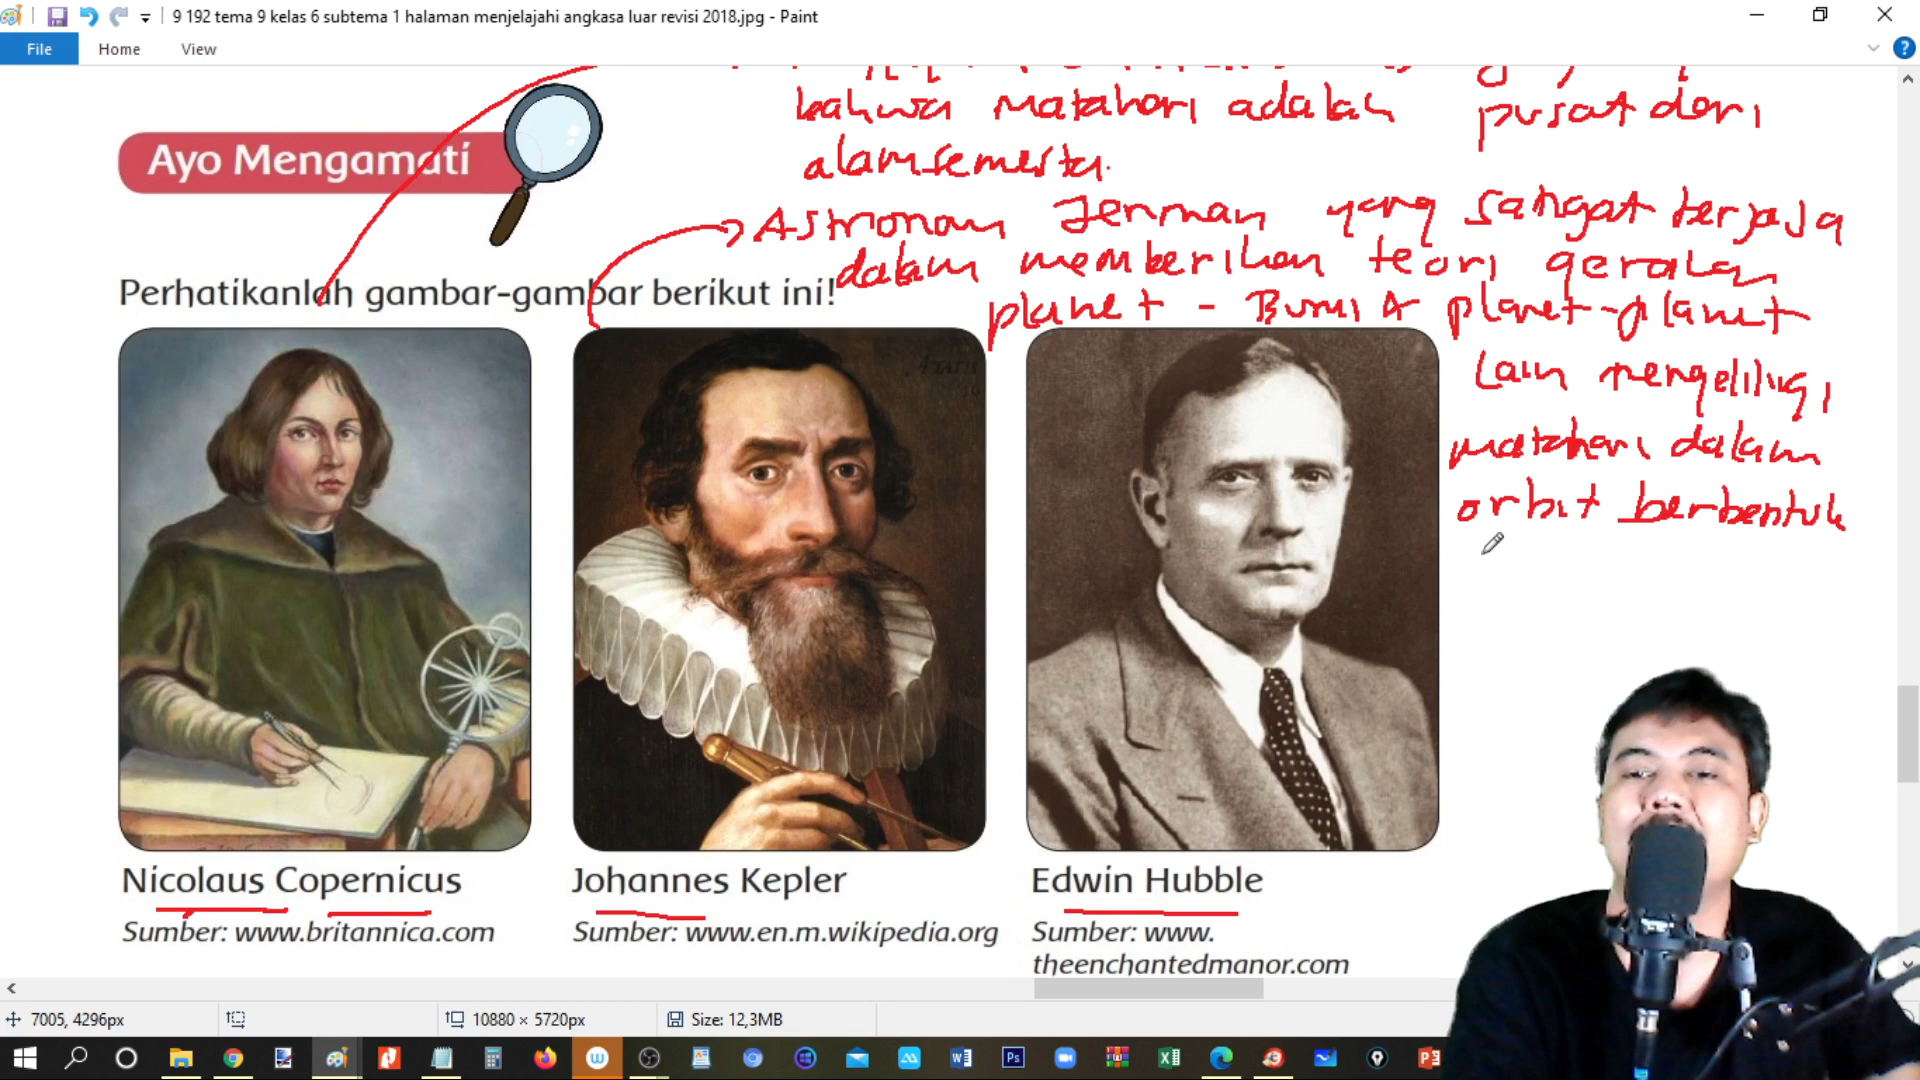 9 192 tema 9 kelas 6 subtema 1 halaman menjelajahi angkasa luar revisi 2018.jpg - Paint
File Home View
bahwa matahari adalah pusat dari
alam semesta.
Ayo Mengamati
Astronom Jerman yang sangat berjasa
dalam memberikan teori gerakan
planet - Bumi & planet-planet
lain mengelilingi
matahari dalam
orbit berbentuk
Perhatikanlah gambar-gambar berikut ini!
Nicolaus Copernicus
Sumber: www.britannica.com
Johannes Kepler
Sumber: www.en.m.wikipedia.org
Edwin Hubble
Sumber: www.
theenchantedmanor.com
7005, 4296px
10880 × 5720px
Size: 12,3MB